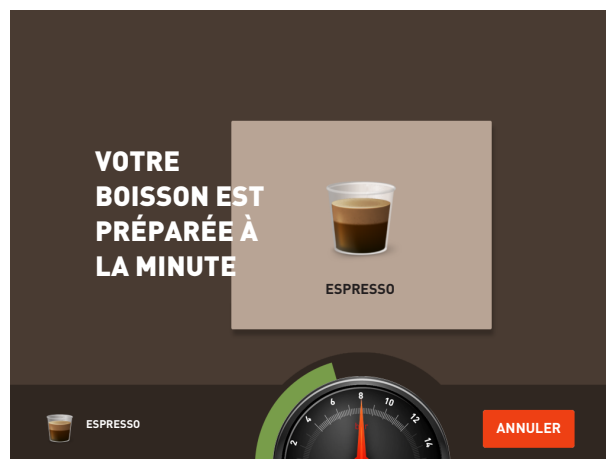 VOTRE
BOISSON EST
PRÉPARÉE À
LA MINUTE
ESPRESSO
2 4 6 8 10 12 14
ESPRESSO
ANNULER